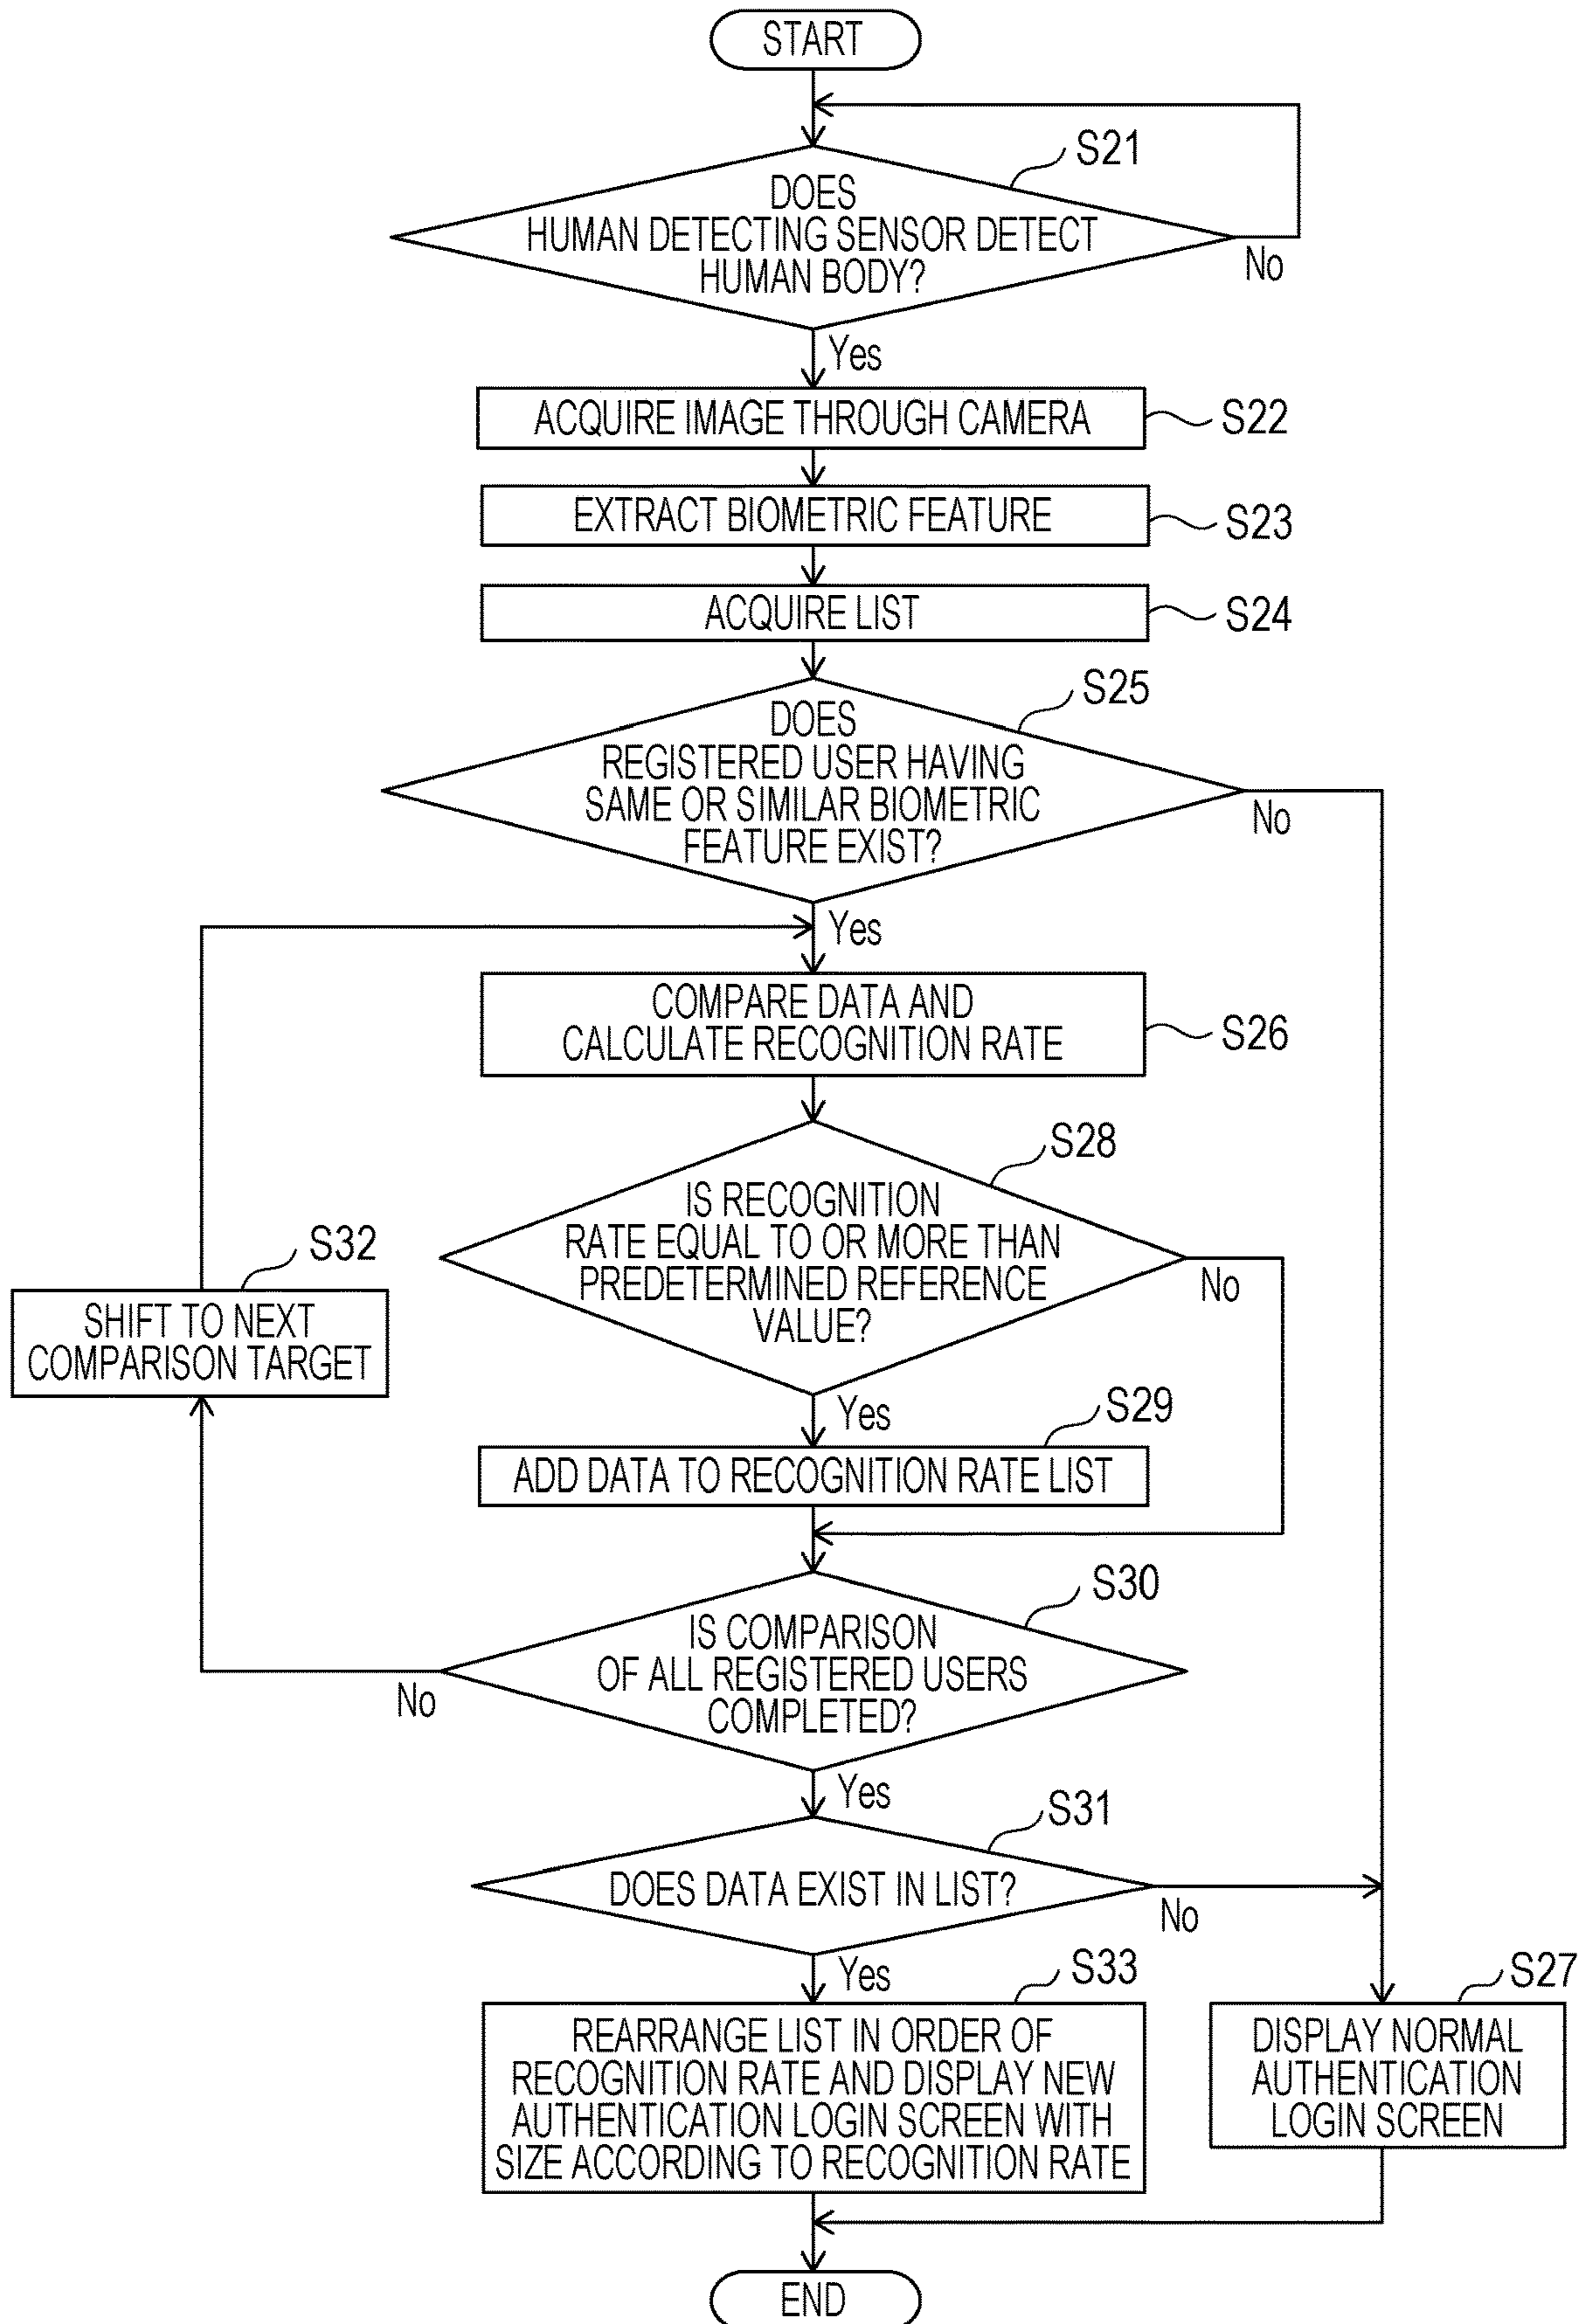 START
S21
DOES
HUMAN DETECTING SENSOR DETECT
HUMAN BODY?
No
Yes
ACQUIRE IMAGE THROUGH CAMERA
S22
EXTRACT BIOMETRIC FEATURE
S23
ACQUIRE LIST
S24
S25
DOES
REGISTERED USER HAVING
SAME OR SIMILAR BIOMETRIC
FEATURE EXIST?
No
Yes
COMPARE DATA AND
CALCULATE RECOGNITION RATE
S26
S28
IS RECOGNITION
RATE EQUAL TO OR MORE THAN
PREDETERMINED REFERENCE
VALUE?
No
S32
SHIFT TO NEXT
COMPARISON TARGET
Yes
S29
ADD DATA TO RECOGNITION RATE LIST
S30
IS COMPARISON
OF ALL REGISTERED USERS
COMPLETED?
No
Yes
S31
DOES DATA EXIST IN LIST?
No
Yes
S33
REARRANGE LIST IN ORDER OF
RECOGNITION RATE AND DISPLAY NEW
AUTHENTICATION LOGIN SCREEN WITH
SIZE ACCORDING TO RECOGNITION RATE
S27
DISPLAY NORMAL
AUTHENTICATION
LOGIN SCREEN
END